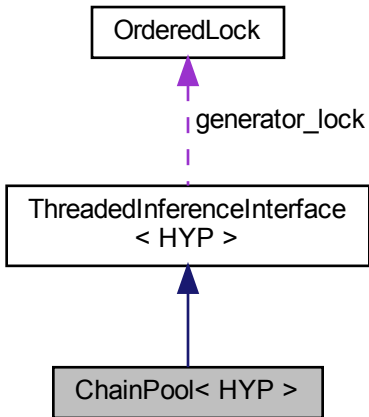 OrderedLock
generator_lock
ThreadedInferenceInterface
< HYP >
ChainPool< HYP >